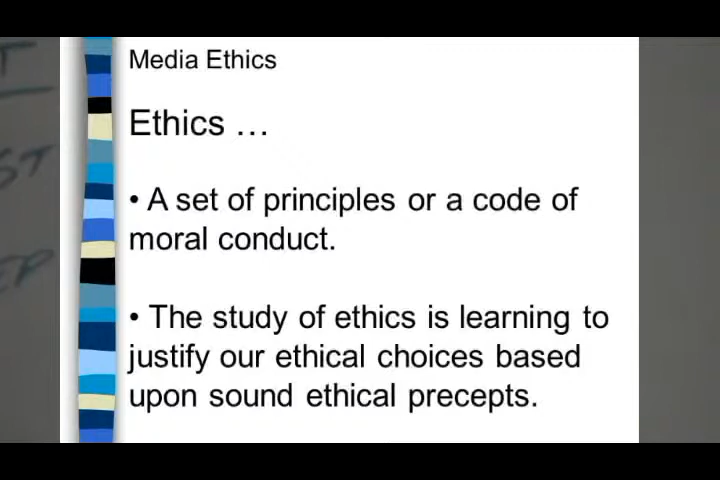 Media Ethics
Ethics …
• A set of principles or a code of
moral conduct.
• The study of ethics is learning to
justify our ethical choices based
upon sound ethical precepts.